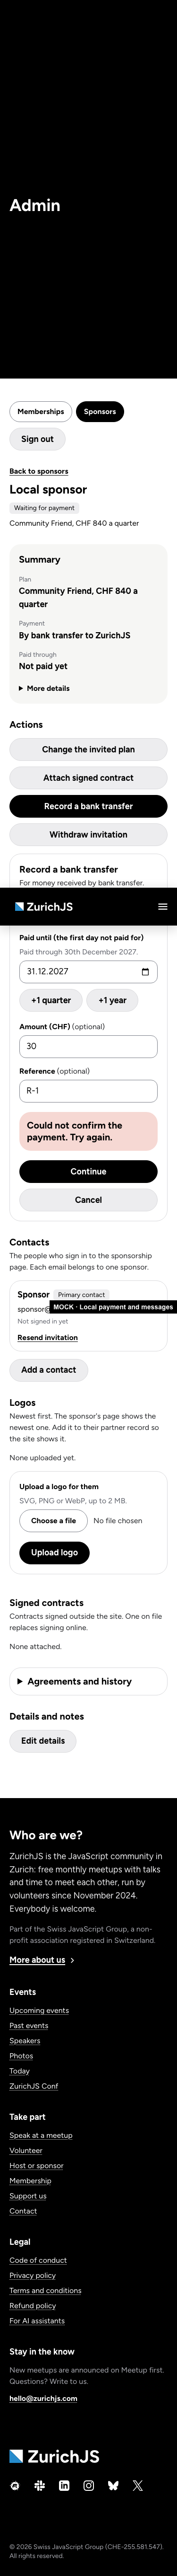 Admin
Memberships
Sponsors
Sign out
Back to sponsors
Local sponsor
Waiting for payment
Community Friend, CHF 840 a quarter
Summary
Plan
Community Friend, CHF 840 a
quarter
Payment
By bank transfer to ZurichJS
Paid through
Not paid yet
More details
Actions
Change the invited plan
Attach signed contract
Record a bank transfer
Withdraw invitation
Record a bank transfer
For money received by bank transfer.
ZurichJS
Paid until (the first day not paid for)
Paid through 30th December 2027.
31.12.2027
+1 quarter
+1 year
Amount (CHF) (optional)
30
Reference (optional)
R-1
Could not confirm the
payment. Try again.
Continue
Cancel
Contacts
The people who sign in to the sponsorship
page. Each email belongs to one sponsor.
Sponsor
Primary contact
MOCK · Local payment and messages
Not signed in yet
Resend invitation
Add a contact
Logos
Newest first. The sponsor's page shows the
newest one. Add it to their partner record so
the site shows it.
None uploaded yet.
Upload a logo for them
SVG, PNG or WebP, up to 2 MB.
Choose a file
No file chosen
Upload logo
Signed contracts
Contracts signed outside the site. One on file
replaces signing online.
None attached.
Agreements and history
Details and notes
Edit details
Who are we?
ZurichJS is the JavaScript community in
Zurich: free monthly meetups with talks
and time to meet each other, run by
volunteers since November 2024.
Everybody is welcome.
Part of the Swiss JavaScript Group, a non-
profit association registered in Switzerland.
More about us
Events
Upcoming events
Past events
Speakers
Photos
Today
ZurichJS Conf
Take part
Speak at a meetup
Volunteer
Host or sponsor
Membership
Support us
Contact
Legal
Code of conduct
Privacy policy
Terms and conditions
Refund policy
For AI assistants
Stay in the know
New meetups are announced on Meetup first.
Questions? Write to us.
hello@zurichjs.com
ZurichJS
© 2026 Swiss JavaScript Group (CHE-255.581.547).
All rights reserved.